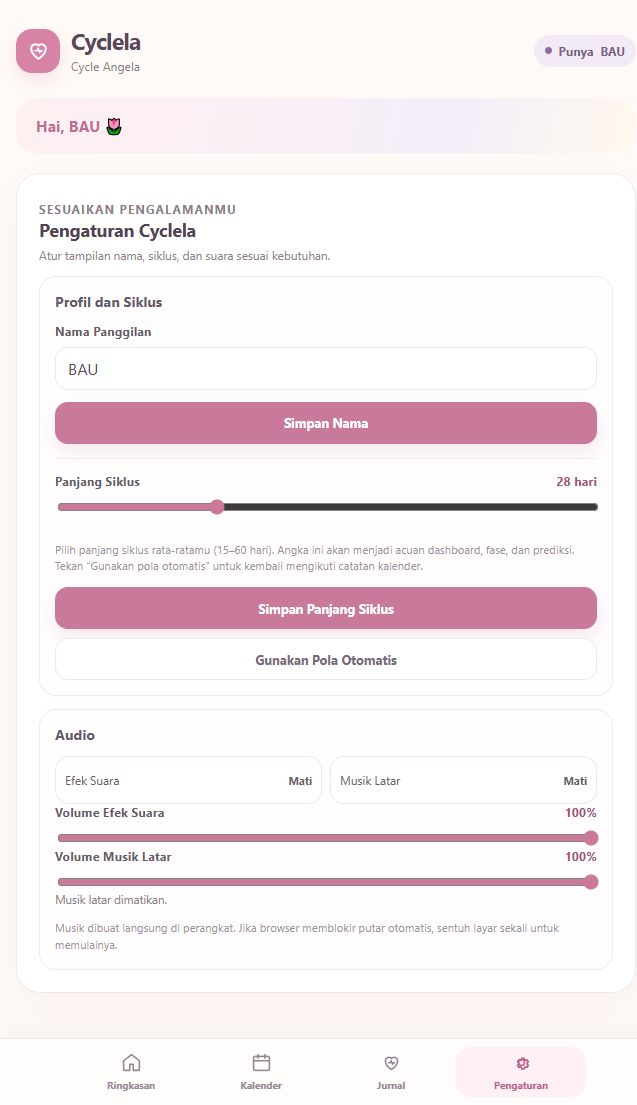 Cyclela
Cycle Angela
Punya BAU
Hai, BAU 🌷
SESUAIKAN PENGALAMANMU
Pengaturan Cyclela
Atur tampilan nama, siklus, dan suara sesuai kebutuhan.
Profil dan Siklus
Nama Panggilan
BAU
Simpan Nama
Panjang Siklus 28 hari
Pilih panjang siklus rata-ratamu (15–60 hari). Angka ini akan menjadi acuan dashboard, fase, dan prediksi.
Tekan “Gunakan pola otomatis” untuk kembali mengikuti catatan kalender.
Simpan Panjang Siklus
Gunakan Pola Otomatis
Audio
Efek Suara Mati Musik Latar Mati
Volume Efek Suara 100%
Volume Musik Latar 100%
Musik latar dimatikan.
Musik dibuat langsung di perangkat. Jika browser memblokir putar otomatis, sentuh layar sekali untuk
memulainya.
Ringkasan Kalender Jurnal Pengaturan